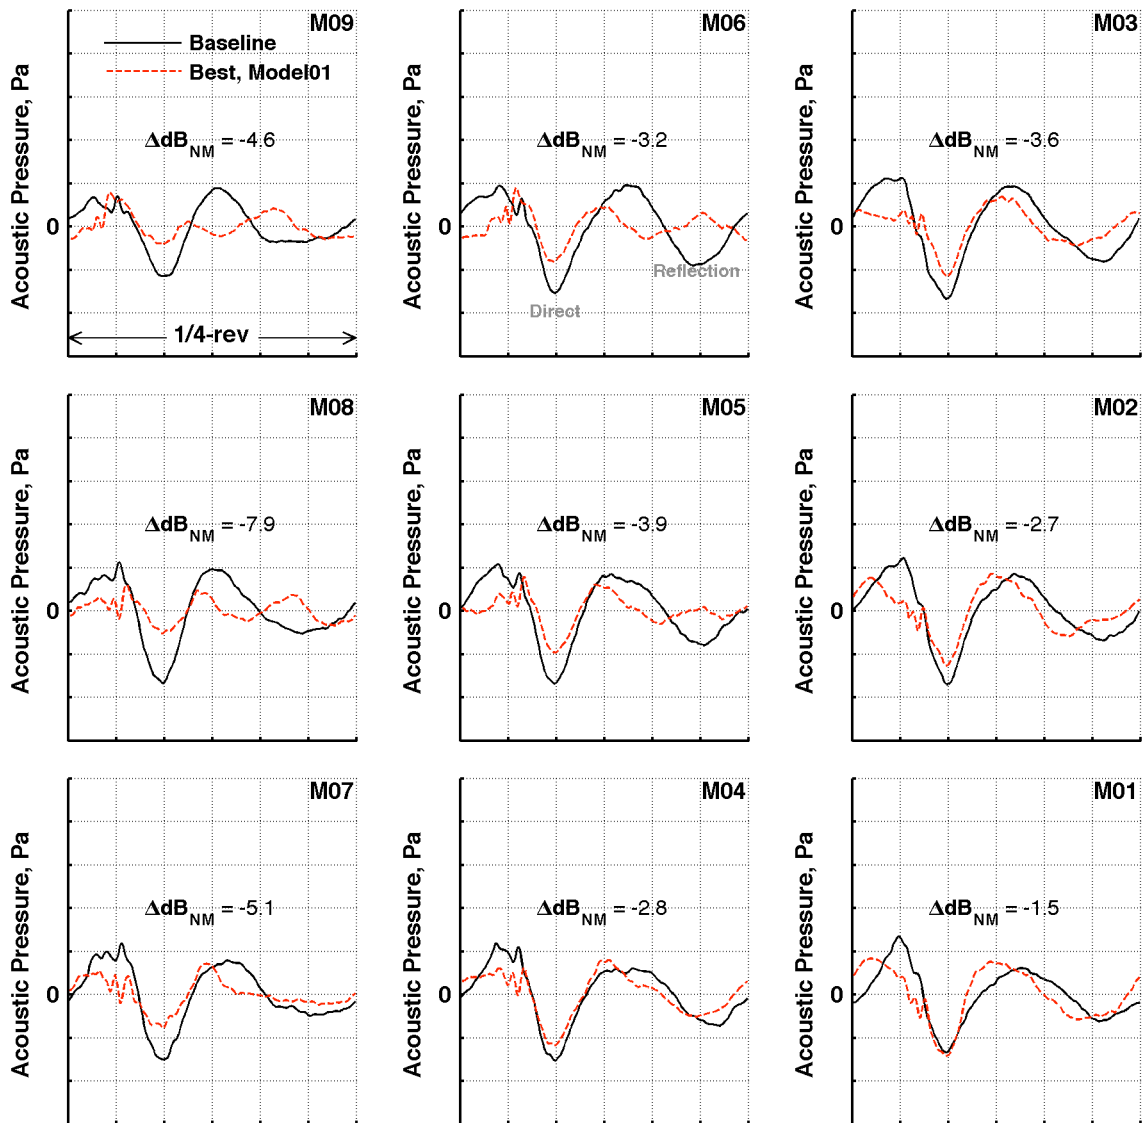 M09
Baseline
Best, Model01
Acoustic Pressure, Pa
ΔdB_NM = -4.6
0
1/4-rev
M06
Acoustic Pressure, Pa
ΔdB_NM = -3.2
0
Reflection
Direct
M03
Acoustic Pressure, Pa
ΔdB_NM = -3.6
0
M08
Acoustic Pressure, Pa
ΔdB_NM = -7.9
0
M05
Acoustic Pressure, Pa
ΔdB_NM = -3.9
0
M02
Acoustic Pressure, Pa
ΔdB_NM = -2.7
0
M07
Acoustic Pressure, Pa
ΔdB_NM = -5.1
0
M04
Acoustic Pressure, Pa
ΔdB_NM = -2.8
0
M01
Acoustic Pressure, Pa
ΔdB_NM = -1.5
0